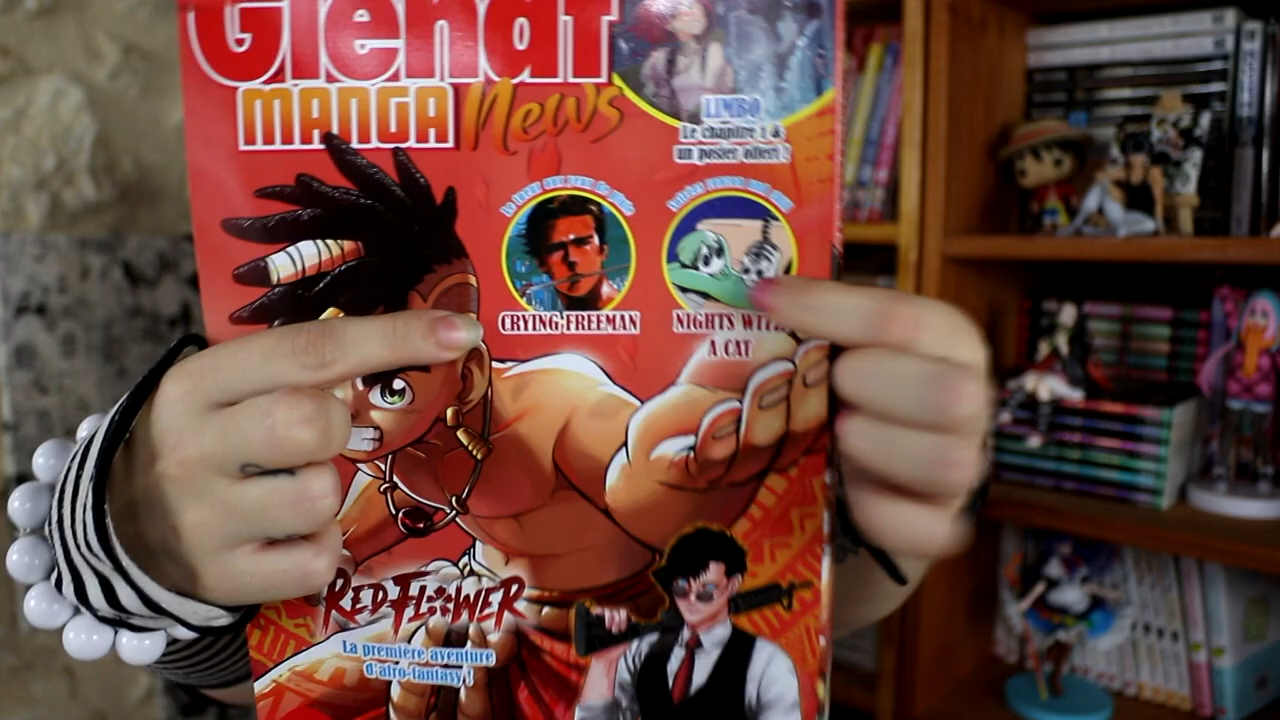 Glénat
MANGA News
LIMBO
Le chapitre 1 &
un poster offert !
CRYING FREEMAN
NIGHTS WITH
A CAT
RED FLOWER
La première aventure
d'afro-fantasy !